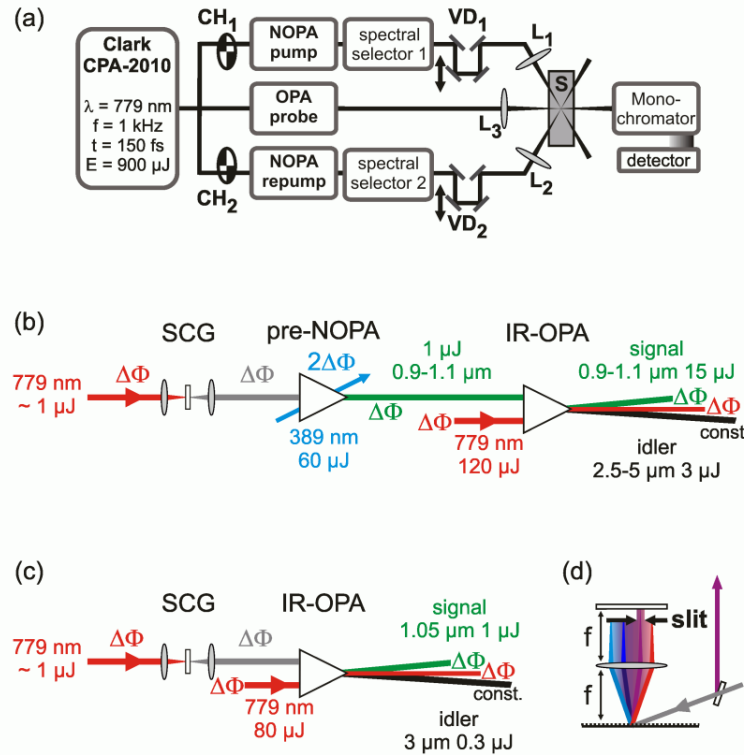 (a)
Clark
CPA-2010
λ = 779 nm
f = 1 kHz
t = 150 fs
E = 900 µJ
CH1
NOPA
pump
spectral
selector 1
VD1
L1
OPA
probe
L3
S
Mono-
chromator
detector
CH2
NOPA
repump
spectral
selector 2
VD2
L2
(b)
SCG
pre-NOPA
IR-OPA
779 nm
~ 1 µJ
ΔΦ
ΔΦ
2ΔΦ
389 nm
60 µJ
1 µJ
0.9-1.1 µm
ΔΦ
ΔΦ
779 nm
120 µJ
signal
0.9-1.1 µm 15 µJ
ΔΦ
ΔΦ
const.
idler
2.5-5 µm 3 µJ
(c)
SCG
IR-OPA
779 nm
~ 1 µJ
ΔΦ
ΔΦ
ΔΦ
779 nm
80 µJ
signal
1.05 µm 1 µJ
ΔΦ
ΔΦ
const.
idler
3 µm 0.3 µJ
(d)
slit
f
f